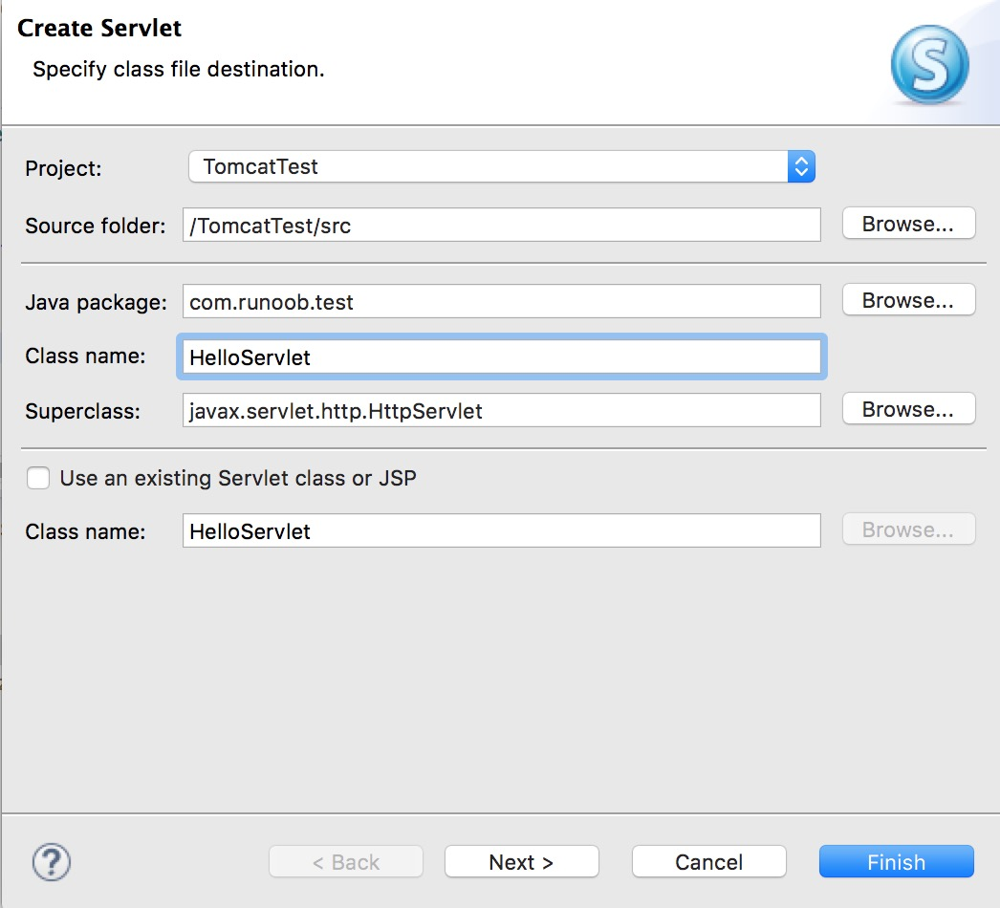 Create Servlet
Specify class file destination.
S
Project: TomcatTest
Source folder: /TomcatTest/src Browse...
Java package: com.runoob.test Browse...
Class name: HelloServlet
Superclass: javax.servlet.http.HttpServlet Browse...
Use an existing Servlet class or JSP
Class name: HelloServlet Browse...
? < Back Next > Cancel Finish